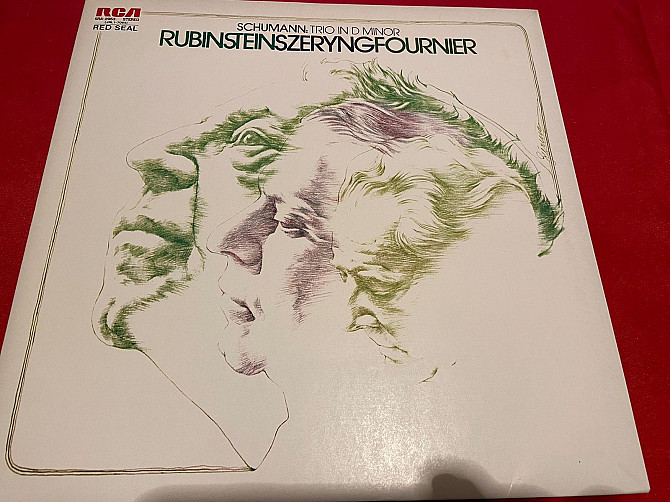 RCA
STEREO
RED SEAL
SCHUMANN: TRIO IN D MINOR
RUBINSTEINSZERYNGFOURNIER